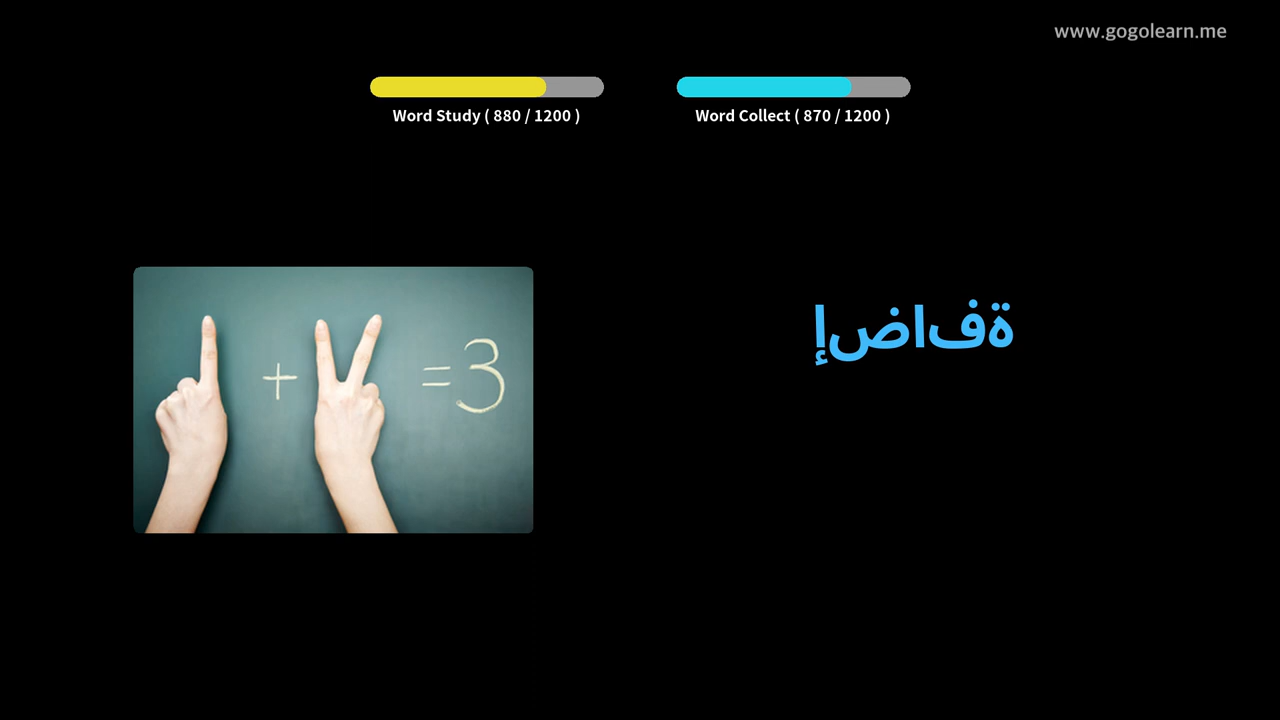 www.gogolearn.me
Word Study ( 880 / 1200 )
Word Collect ( 870 / 1200 )
ةفاضإ
+ = 3